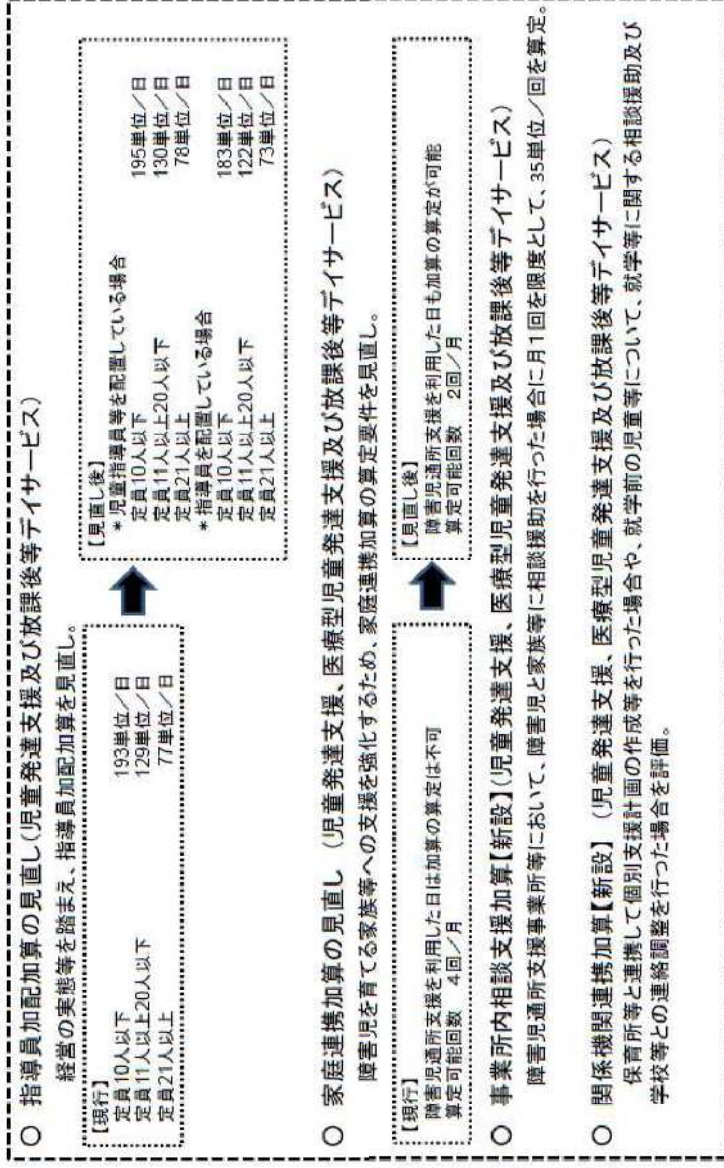 ○ 指導員加配加算の見直し(児童発達支援及び放課後等デイサービス)
経営の実態等を踏まえ、指導員加配加算を見直し。
【現行】
定員10人以下 193単位/日
定員11人以上20人以下 129単位/日
定員21人以上 77単位/日
【見直し後】
*児童指導員等を配置している場合
定員10人以下 195単位/日
定員11人以上20人以下 130単位/日
定員21人以上 78単位/日
*指導員を配置している場合
定員10人以下 183単位/日
定員11人以上20人以下 122単位/日
定員21人以上 73単位/日
○ 家庭連携加算の見直し (児童発達支援、医療型児童発達支援及び放課後等デイサービス)
障害児を育てる家族等への支援を強化するため、家庭連携加算の算定要件を見直し。
【現行】
障害児通所支援を利用した日は加算の算定は不可
算定可能回数 4回/月
【見直し後】
障害児通所支援を利用した日も加算の算定が可能
算定可能回数 2回/月
○ 事業所内相談支援加算【新設】(児童発達支援、医療型児童発達支援及び放課後等デイサービス)
障害児通所支援事業所等において、障害児と家族等に相談援助を行った場合に月1回を限度として、35単位/回を算定。
○ 関係機関連携加算【新設】 (児童発達支援、医療型児童発達支援及び放課後等デイサービス)
保育所等と連携して個別支援計画の作成等を行った場合や、就学前の児童等について、就学等に関する相談援助及び
学校等との連絡調整を行った場合を評価。